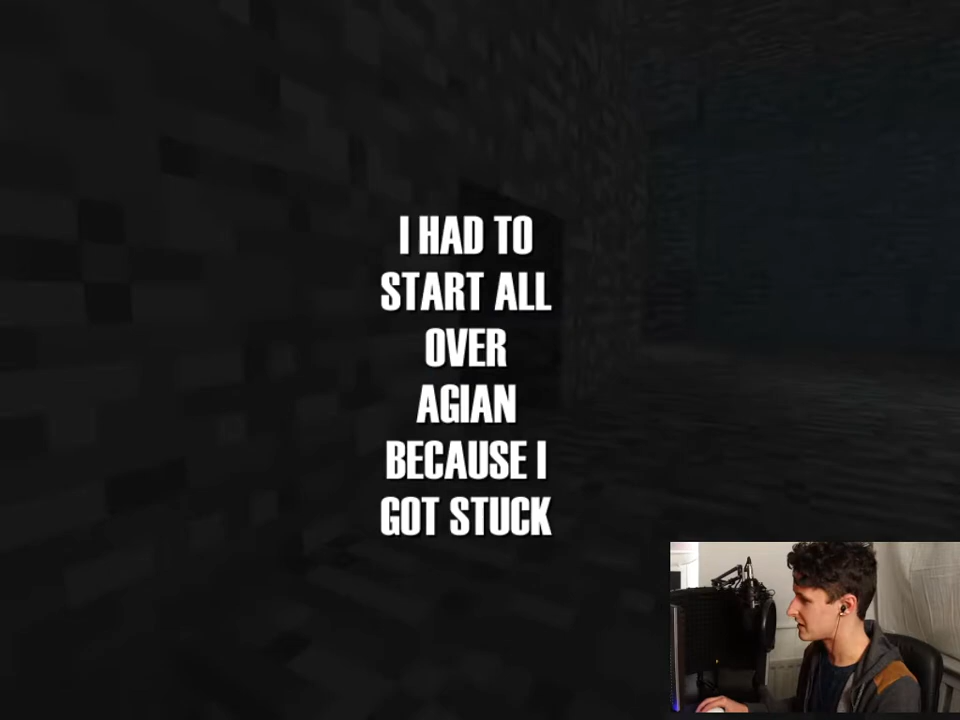 I HAD TO
START ALL
OVER
AGIAN
BECAUSE I
GOT STUCK